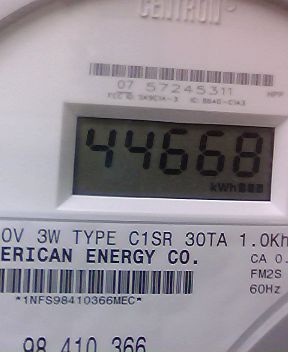 CENTRON
07 57245311
44668
kWh
0V 3W TYPE C1SR 30TA 1.0Kh
ERICAN ENERGY CO.
CA 0.
FM2S
60Hz
*1NFS98410366MEC*
98 410 366